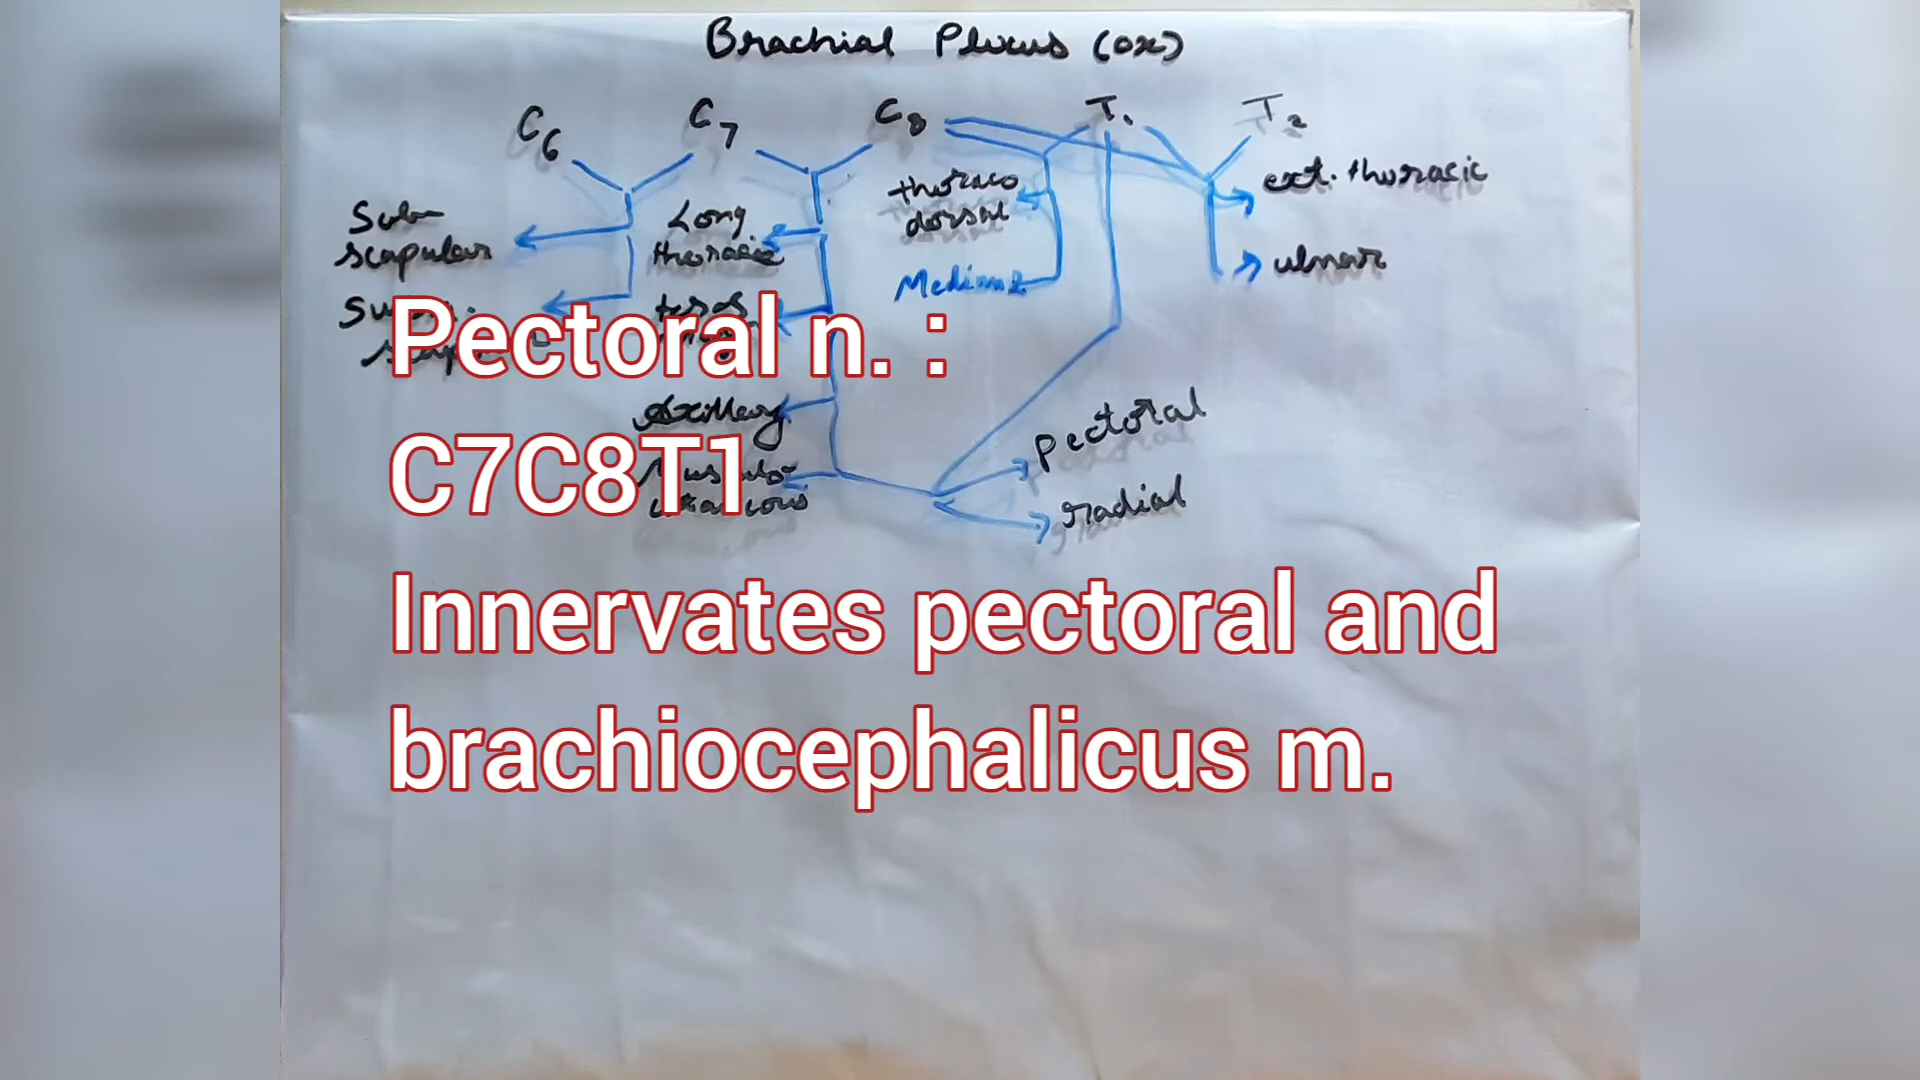 Brachial Plexus (ox)
C6 C7 C8 T1 T2
Sub-
scapular
Long
thoracic
thoraco
dorsal
ext. thoracic
Median
ulnar
Pectoral n. :
C7C8T1
Axillary
pectoral
radial
Innervates pectoral and
brachiocephalicus m.